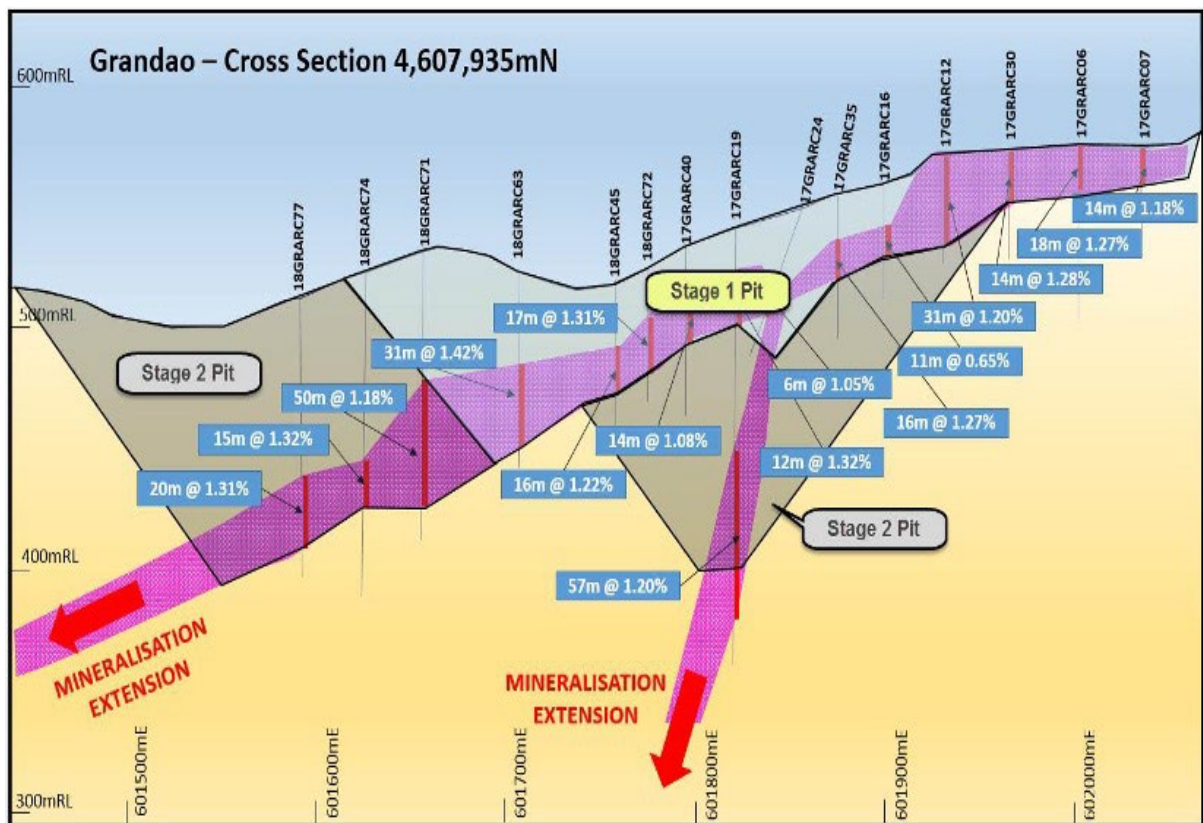 Grandao – Cross Section 4,607,935mN
600mRL
500mRL
400mRL
300mRL
18GRARC77
18GRARC74
18GRARC71
18GRARC63
18GRARC45
18GRARC72
17GRARC40
17GRARC19
17GRARC24
17GRARC35
17GRARC16
17GRARC12
17GRARC30
17GRARC06
17GRARC07
14m @ 1.18%
18m @ 1.27%
14m @ 1.28%
31m @ 1.20%
11m @ 0.65%
16m @ 1.27%
6m @ 1.05%
12m @ 1.32%
Stage 1 Pit
17m @ 1.31%
31m @ 1.42%
Stage 2 Pit
50m @ 1.18%
15m @ 1.32%
20m @ 1.31%
14m @ 1.08%
16m @ 1.22%
Stage 2 Pit
57m @ 1.20%
MINERALISATION
EXTENSION
MINERALISATION
EXTENSION
601500mE
601600mE
601700mE
601800mE
601900mE
602000mE